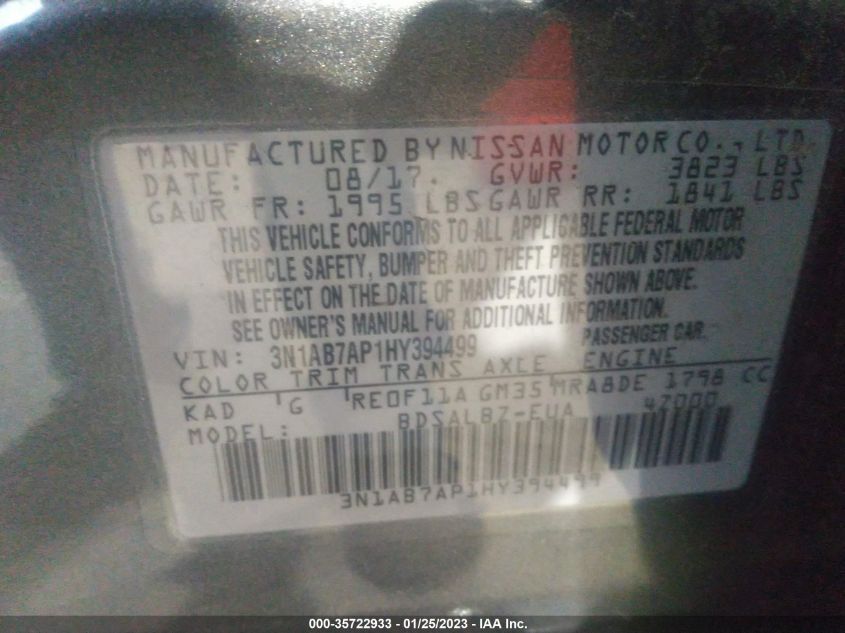 MANUFACTURED BY NISSAN MOTOR CO., LTD.
DATE: 08/17. GVWR: 3823 LBS
GAWR FR: 1995 LBS GAWR RR: 1841 LBS
THIS VEHICLE CONFORMS TO ALL APPLICABLE FEDERAL MOTOR
VEHICLE SAFETY, BUMPER AND THEFT PREVENTION STANDARDS
IN EFFECT ON THE DATE OF MANUFACTURE SHOWN ABOVE.
SEE OWNER'S MANUAL FOR ADDITIONAL INFORMATION.
VIN: 3N1AB7AP1HY394499 PASSENGER CAR.
COLOR TRIM TRANS AXLE ENGINE
KAD G RE0F11A GM35 MRA8DE 1798 CC
MODEL: BDSALBZ-EUA 47000
3N1AB7AP1HY394499
000-35722933 - 01/25/2023 - IAA Inc.